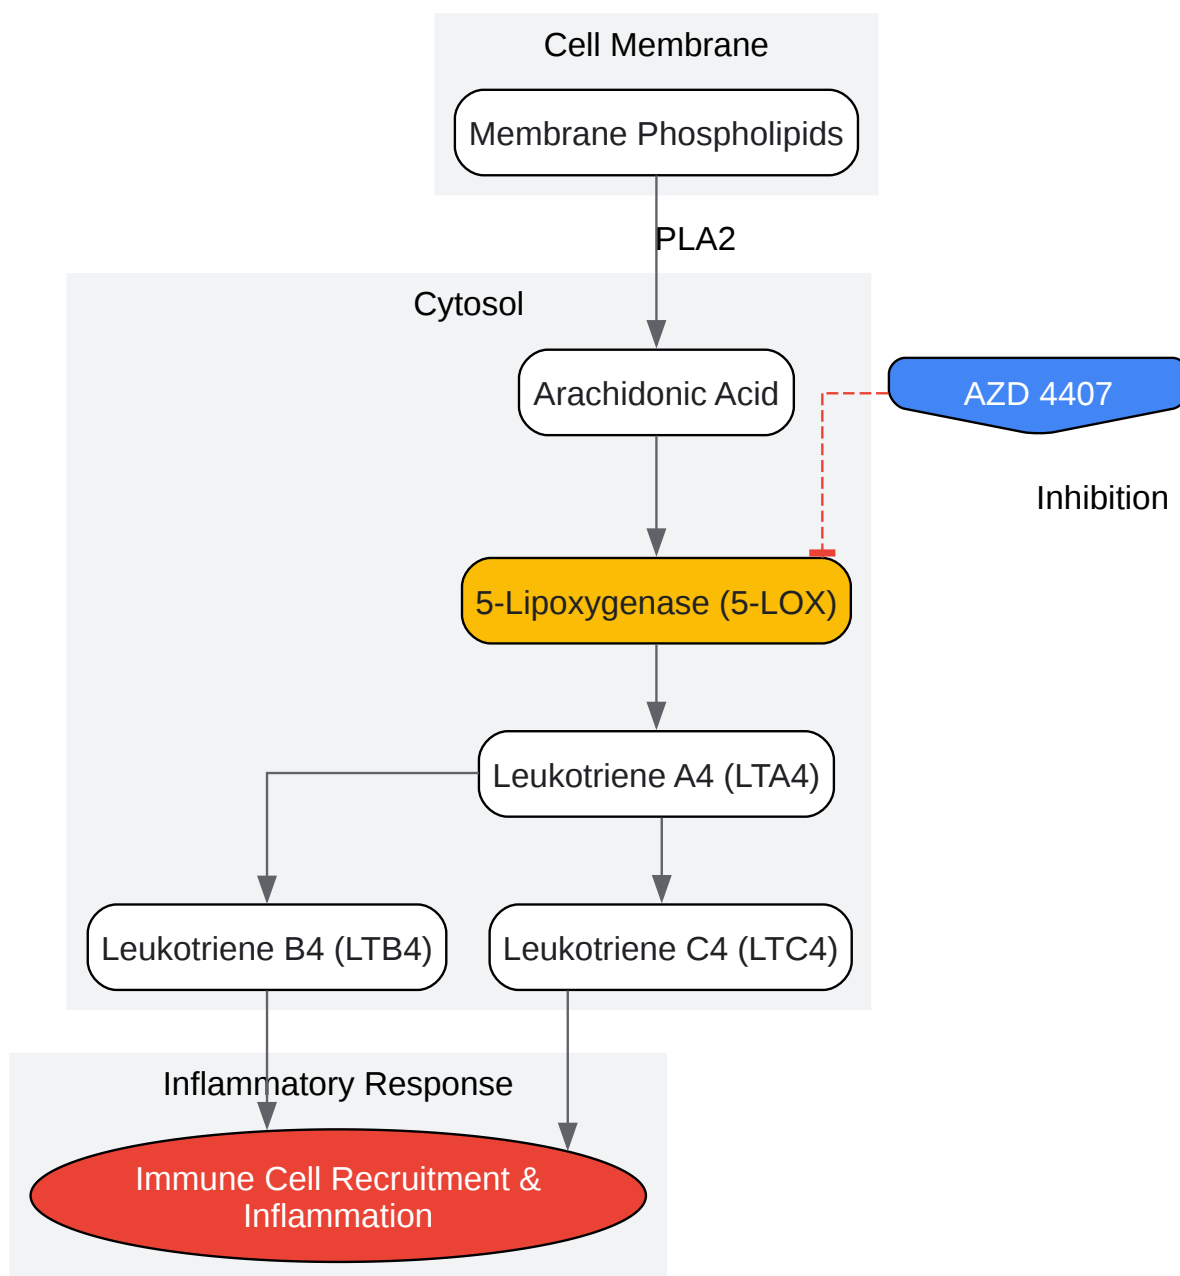 Cell Membrane
Membrane Phospholipids
PLA2
Cytosol
Arachidonic Acid
AZD 4407
Inhibition
5-Lipoxygenase (5-LOX)
Leukotriene A4 (LTA4)
Leukotriene B4 (LTB4)
Leukotriene C4 (LTC4)
Inflammatory Response
Immune Cell Recruitment &
Inflammation